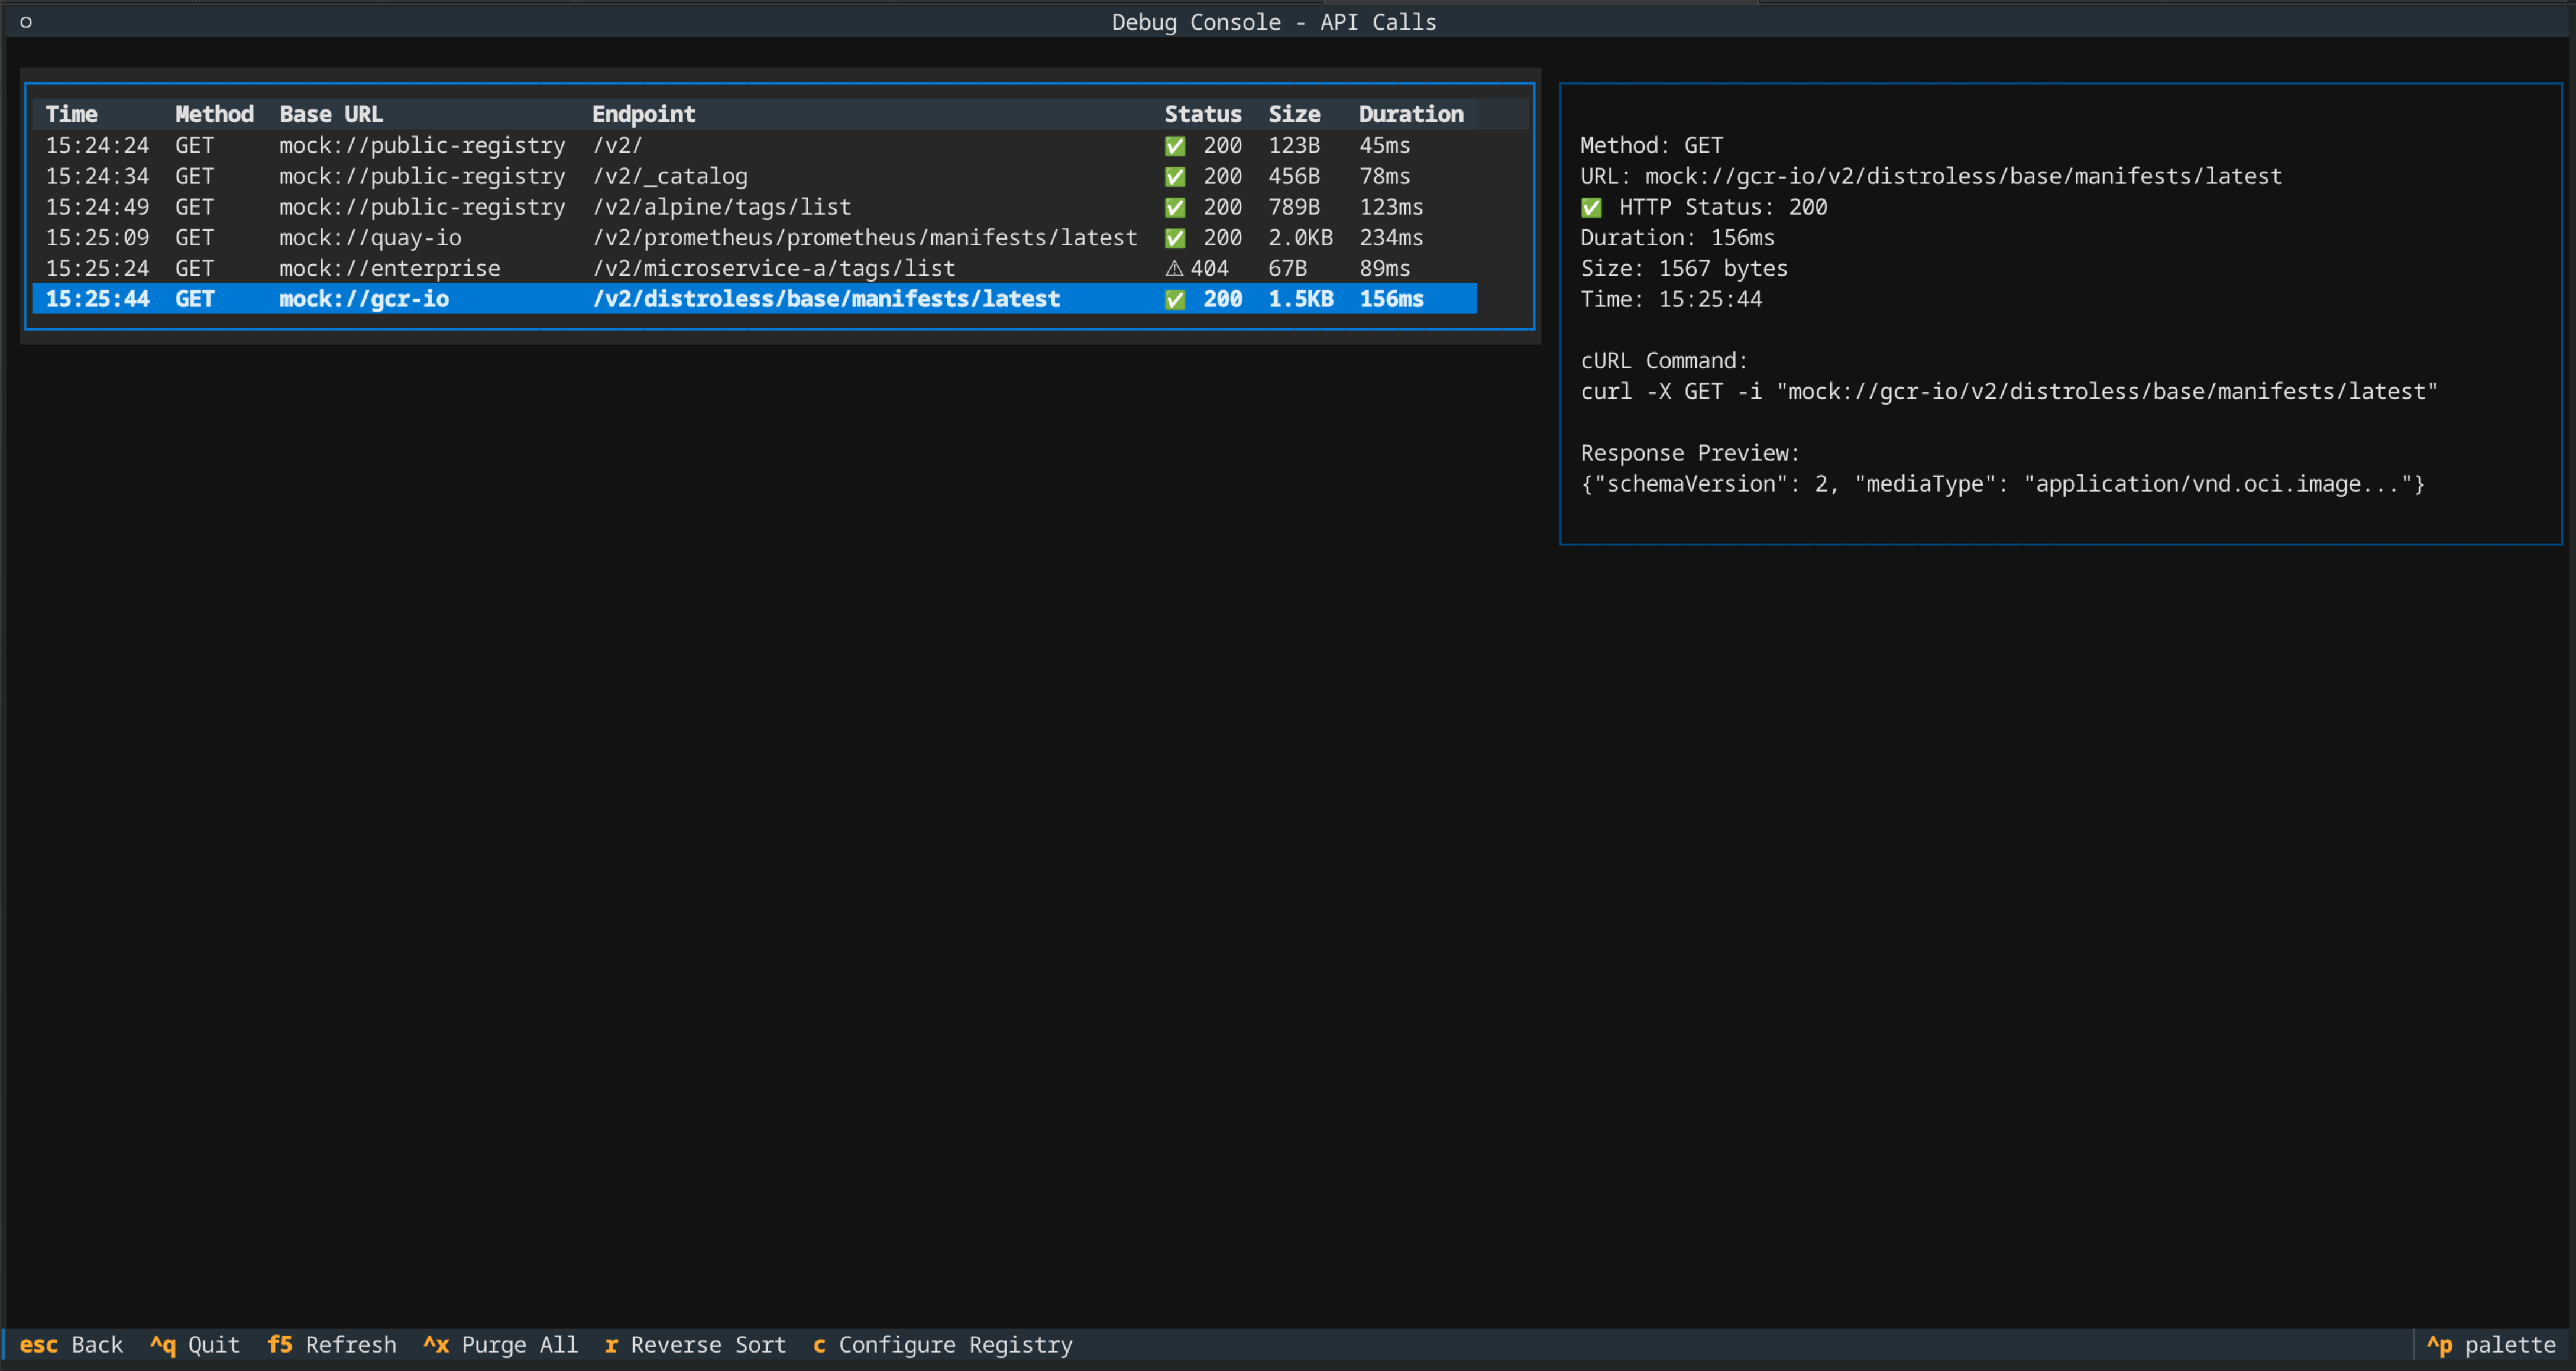 Debug Console - API Calls
Time Method Base URL Endpoint Status Size Duration
15:24:24 GET mock://public-registry /v2/ ✅ 200 123B 45ms
15:24:34 GET mock://public-registry /v2/_catalog ✅ 200 456B 78ms
15:24:49 GET mock://public-registry /v2/alpine/tags/list ✅ 200 789B 123ms
15:25:09 GET mock://quay-io /v2/prometheus/prometheus/manifests/latest ✅ 200 2.0KB 234ms
15:25:24 GET mock://enterprise /v2/microservice-a/tags/list ⚠ 404 67B 89ms
15:25:44 GET mock://gcr-io /v2/distroless/base/manifests/latest ✅ 200 1.5KB 156ms
Method: GET
URL: mock://gcr-io/v2/distroless/base/manifests/latest
✅ HTTP Status: 200
Duration: 156ms
Size: 1567 bytes
Time: 15:25:44
cURL Command:
curl -X GET -i "mock://gcr-io/v2/distroless/base/manifests/latest"
Response Preview:
{"schemaVersion": 2, "mediaType": "application/vnd.oci.image..."}
esc Back ^q Quit f5 Refresh ^x Purge All r Reverse Sort c Configure Registry ^p palette